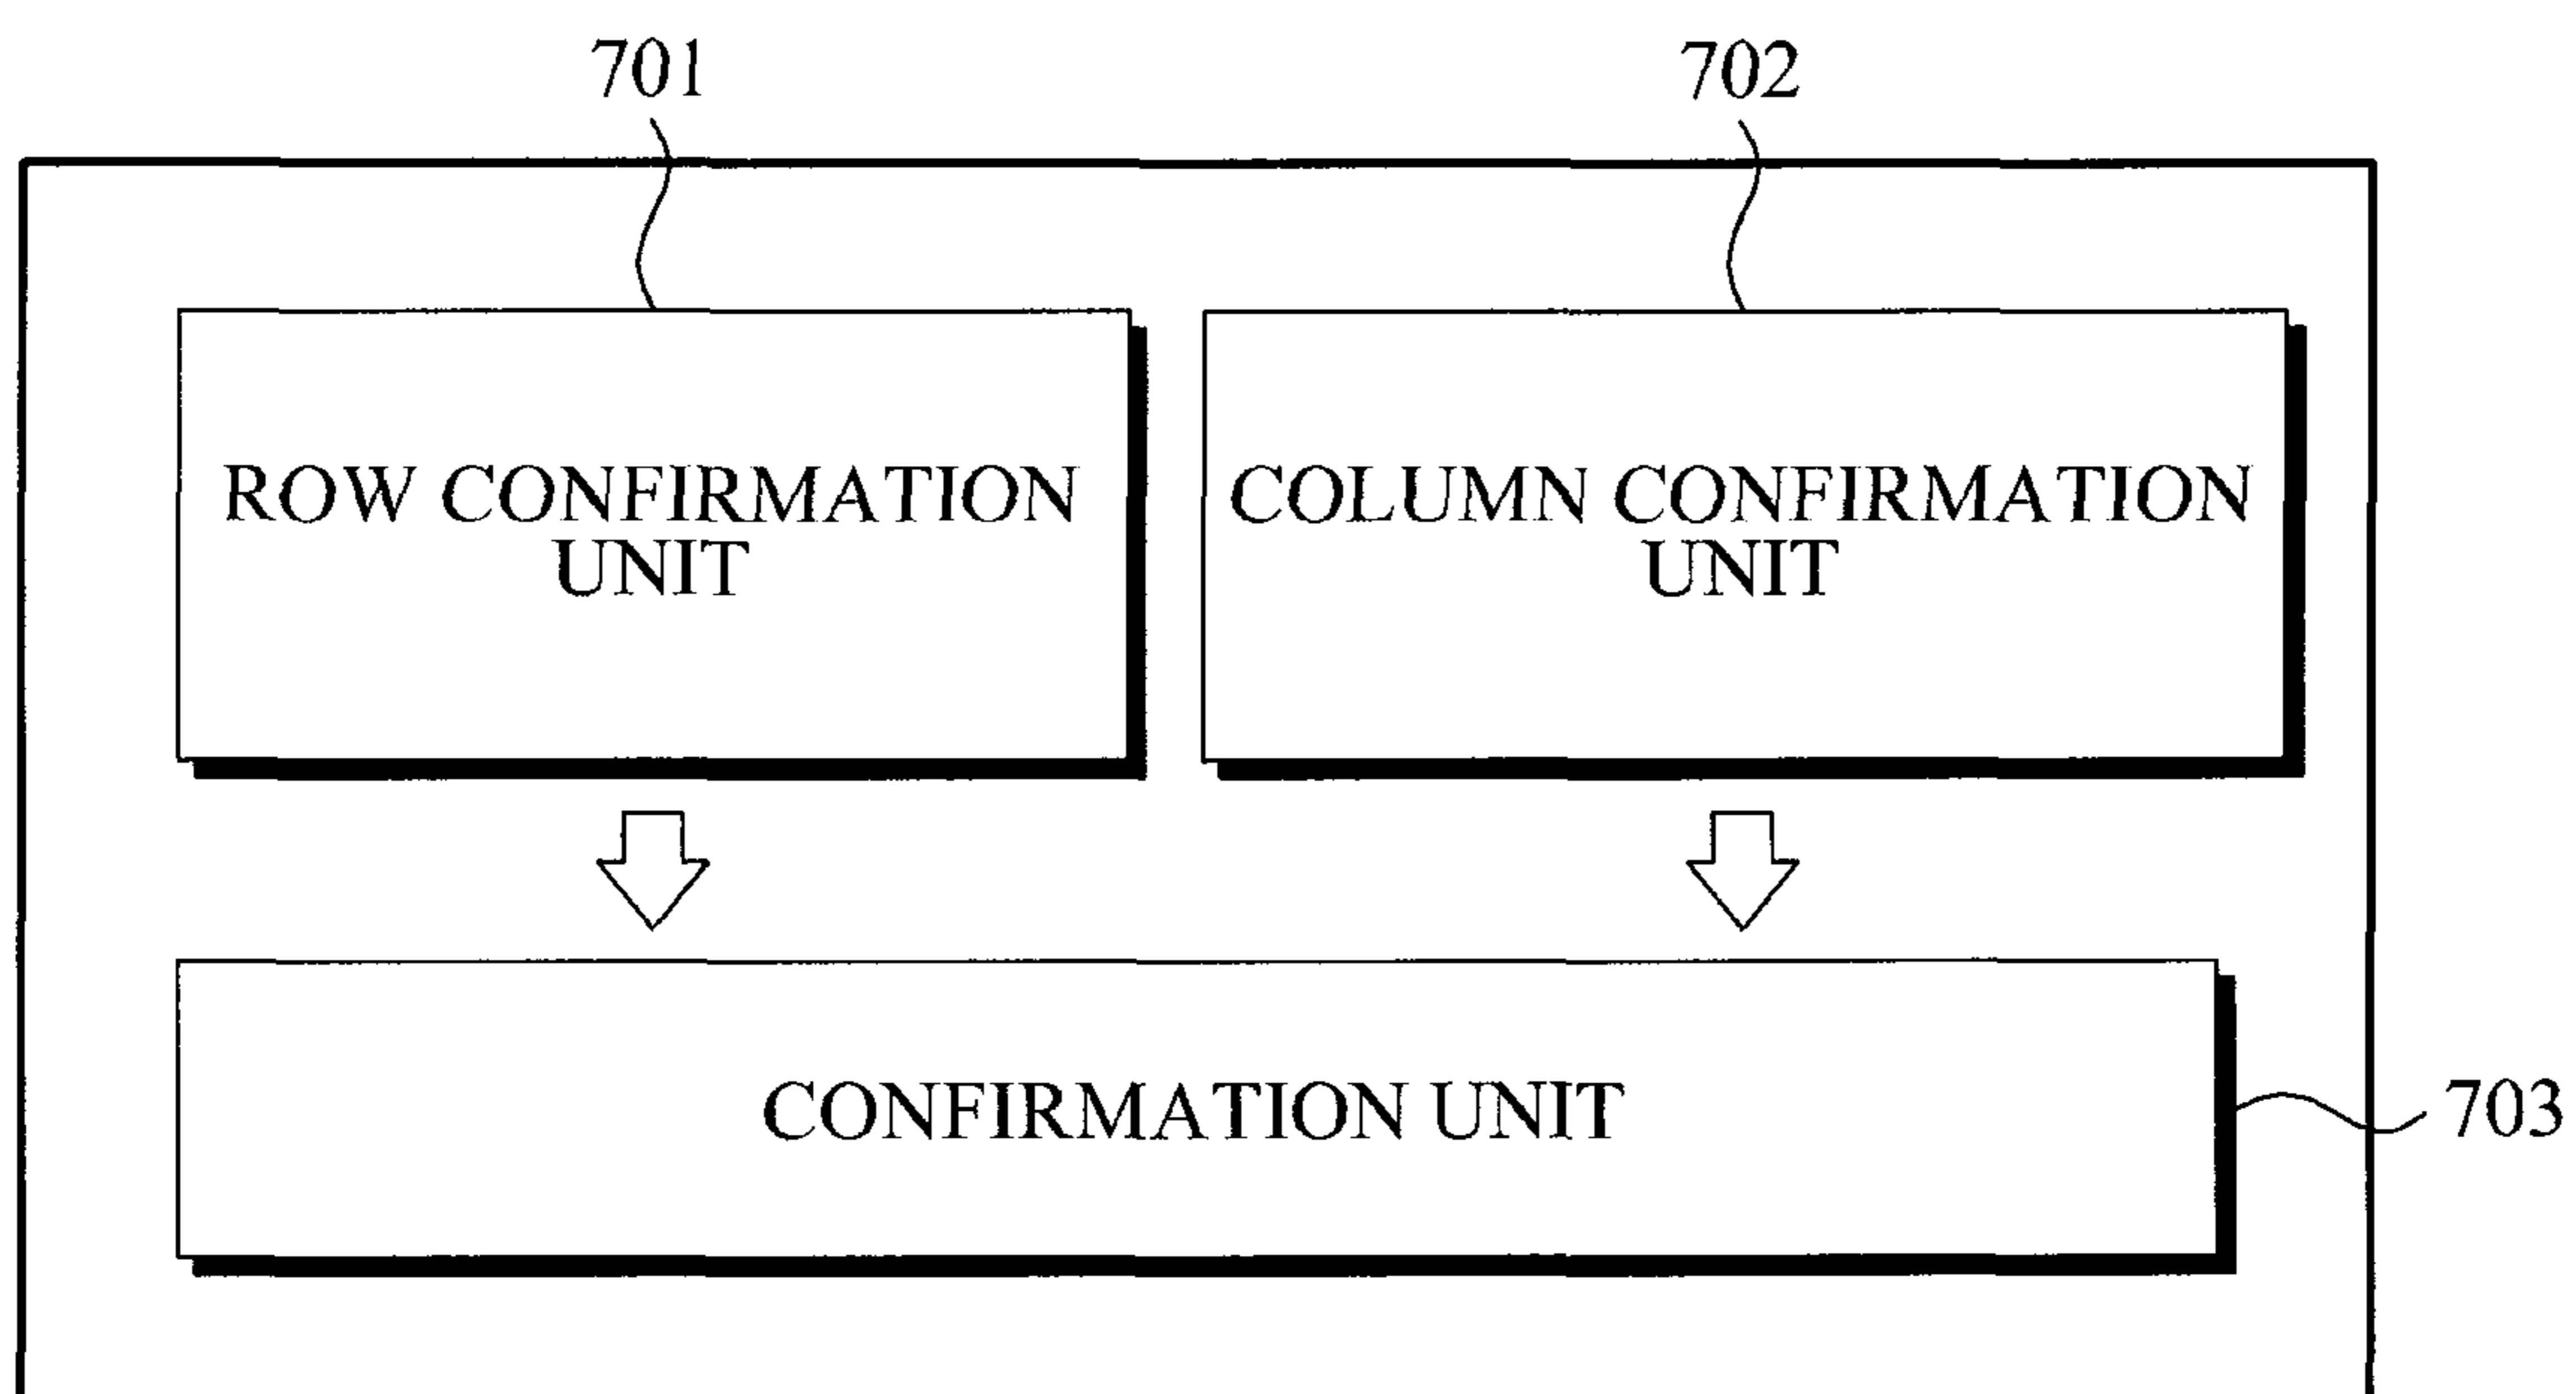 701
702
ROW CONFIRMATION
UNIT
COLUMN CONFIRMATION
UNIT
CONFIRMATION UNIT
703